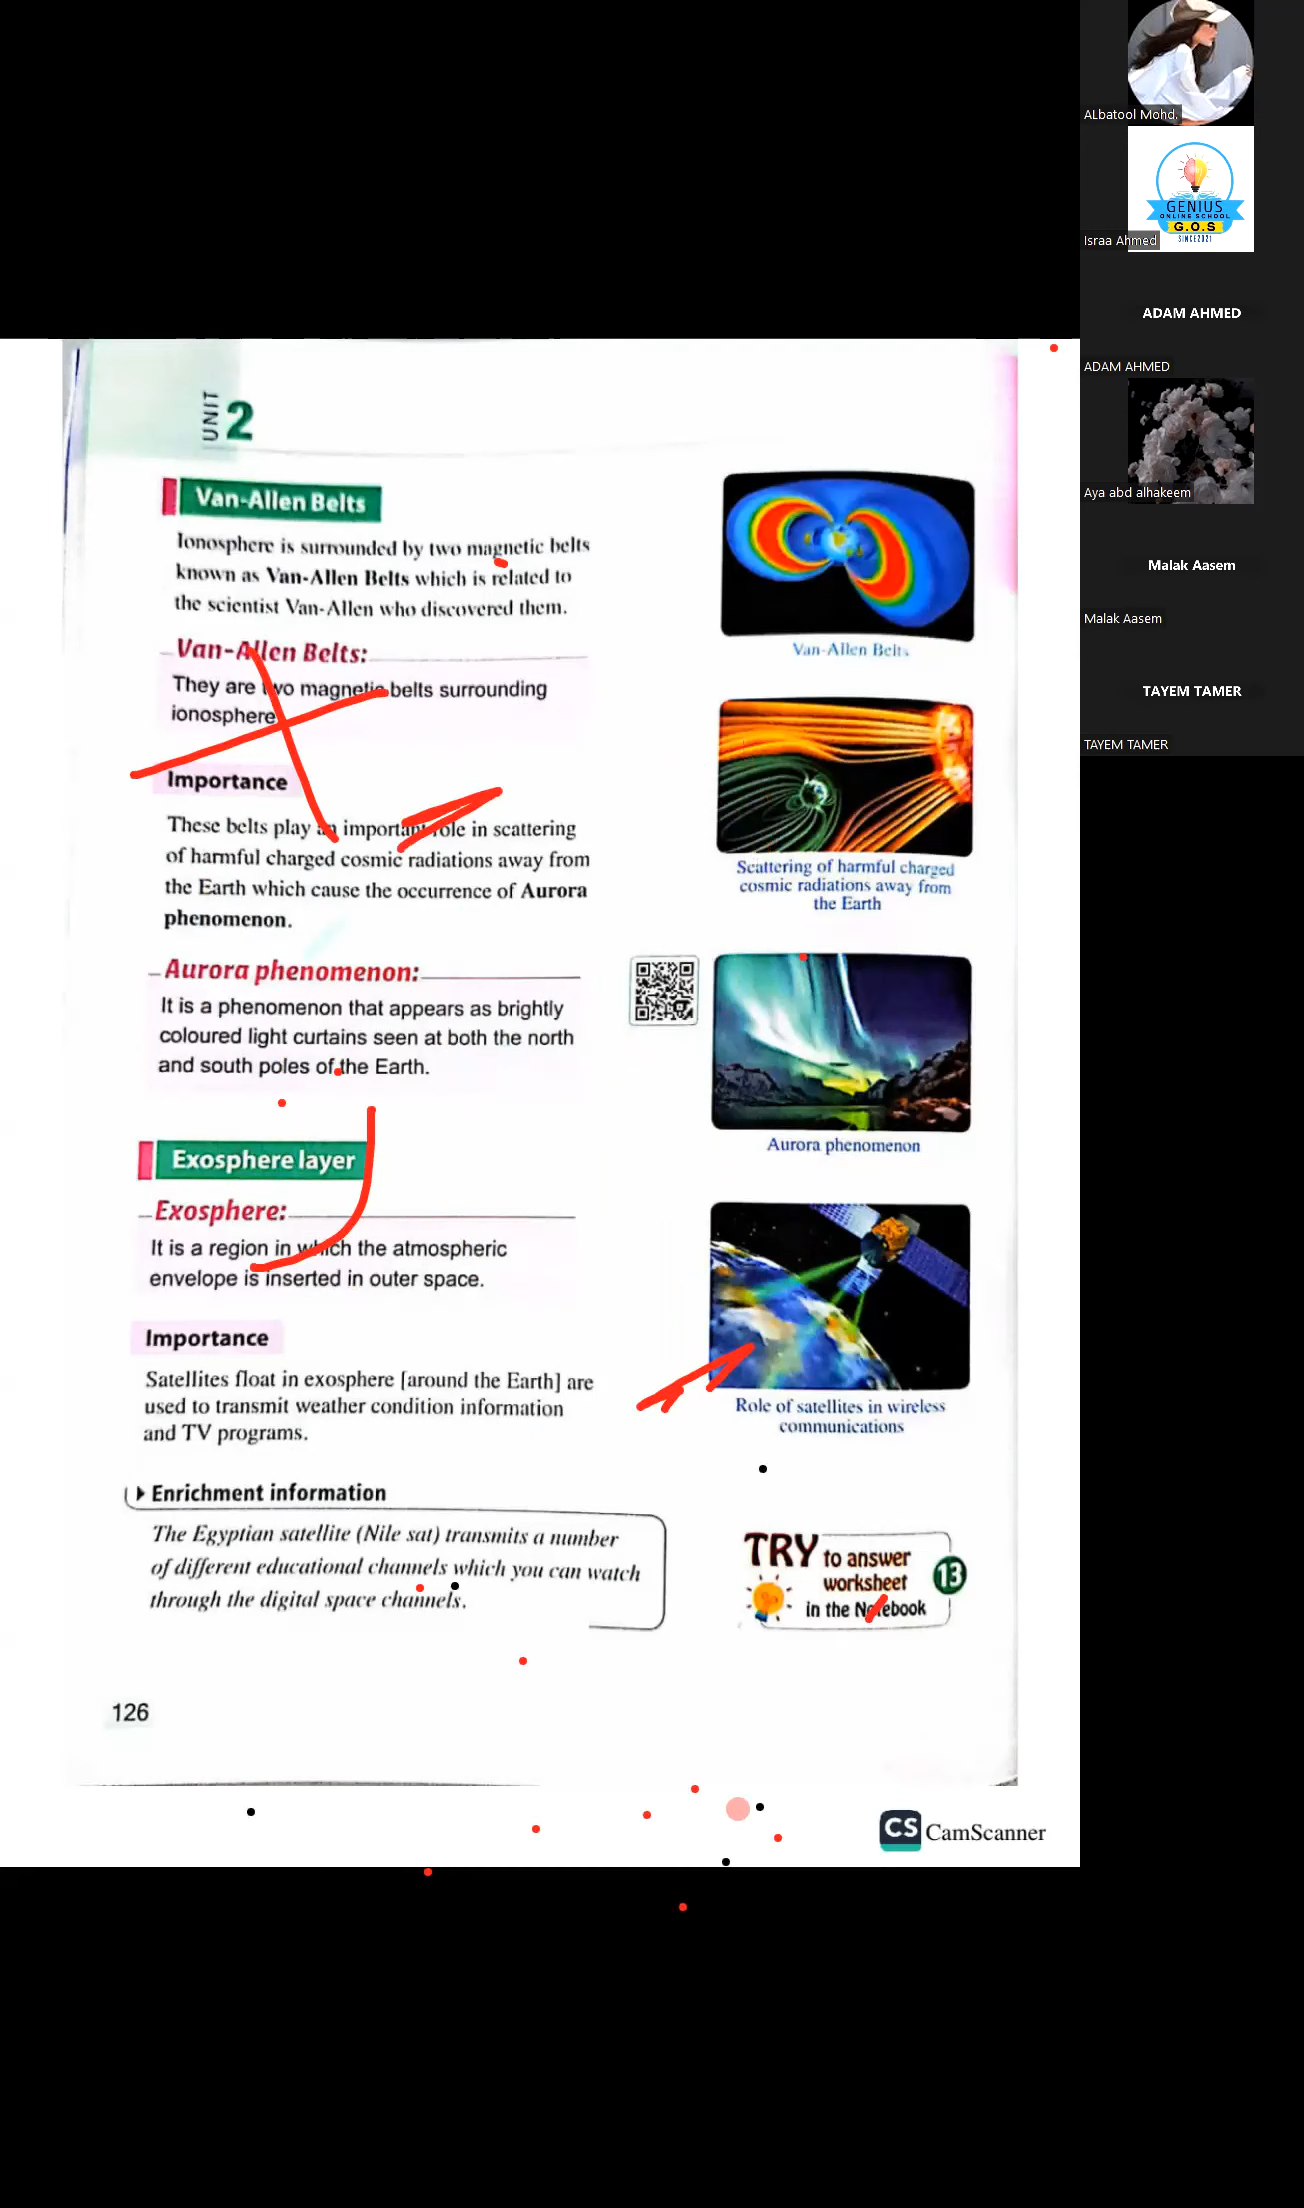 ALbatool Mohd.
GENIUS
ONLINE SCHOOL
G.O.S
SINCE2021
Israa Ahmed
ADAM AHMED
ADAM AHMED
Aya abd alhakeem
Malak Aasem
Malak Aasem
TAYEM TAMER
TAYEM TAMER
UNIT 2
Van-Allen Belts
Ionosphere is surrounded by two magnetic belts
known as Van-Allen Belts which is related to
the scientist Van-Allen who discovered them.
Van-Allen Belts:
They are two magnetic belts surrounding
ionosphere
Importance
These belts play an important role in scattering
of harmful charged cosmic radiations away from
the Earth which cause the occurrence of Aurora
phenomenon.
Aurora phenomenon:
It is a phenomenon that appears as brightly
coloured light curtains seen at both the north
and south poles of the Earth.
Exosphere layer
Exosphere:
It is a region in which the atmospheric
envelope is inserted in outer space.
Importance
Satellites float in exosphere [around the Earth] are
used to transmit weather condition information
and TV programs.
Enrichment information
The Egyptian satellite (Nile sat) transmits a number
of different educational channels which you can watch
through the digital space channels.
126
Van-Allen Belts
Scattering of harmful charged
cosmic radiations away from
the Earth
Aurora phenomenon
Role of satellites in wireless
communications
TRY to answer
worksheet 13
in the Notebook
CS CamScanner